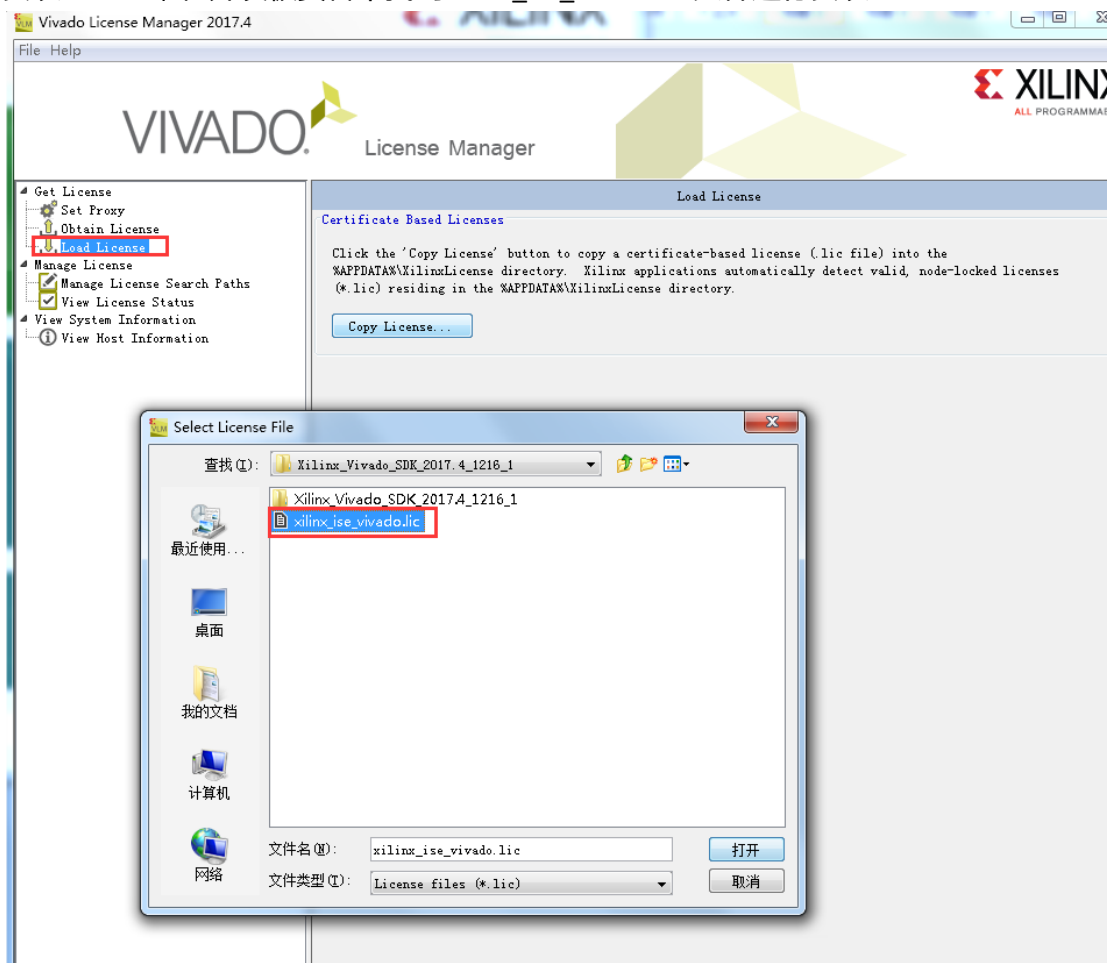 Vivado License Manager 2017.4
File Help
VIVADO.
License Manager
XILINX
ALL PROGRAMMAB
Get License
Set Proxy
Obtain License
Load License
Manage License
Manage License Search Paths
View License Status
View System Information
View Host Information
Load License
Certificate Based Licenses
Click the 'Copy License' button to copy a certificate-based license (.lic file) into the
%APPDATA%\XilinxLicense directory. Xilinx applications automatically detect valid, node-locked licenses
(*.lic) residing in the %APPDATA%\XilinxLicense directory.
Copy License...
Select License File
查找(I):
Xilinx_Vivado_SDK_2017.4_1216_1
Xilinx_Vivado_SDK_2017.4_1216_1
xilinx_ise_vivado.lic
最近使用...
桌面
我的文档
计算机
网络
文件名(N):
xilinx_ise_vivado.lic
打开
文件类型(T):
License files (*.lic)
取消